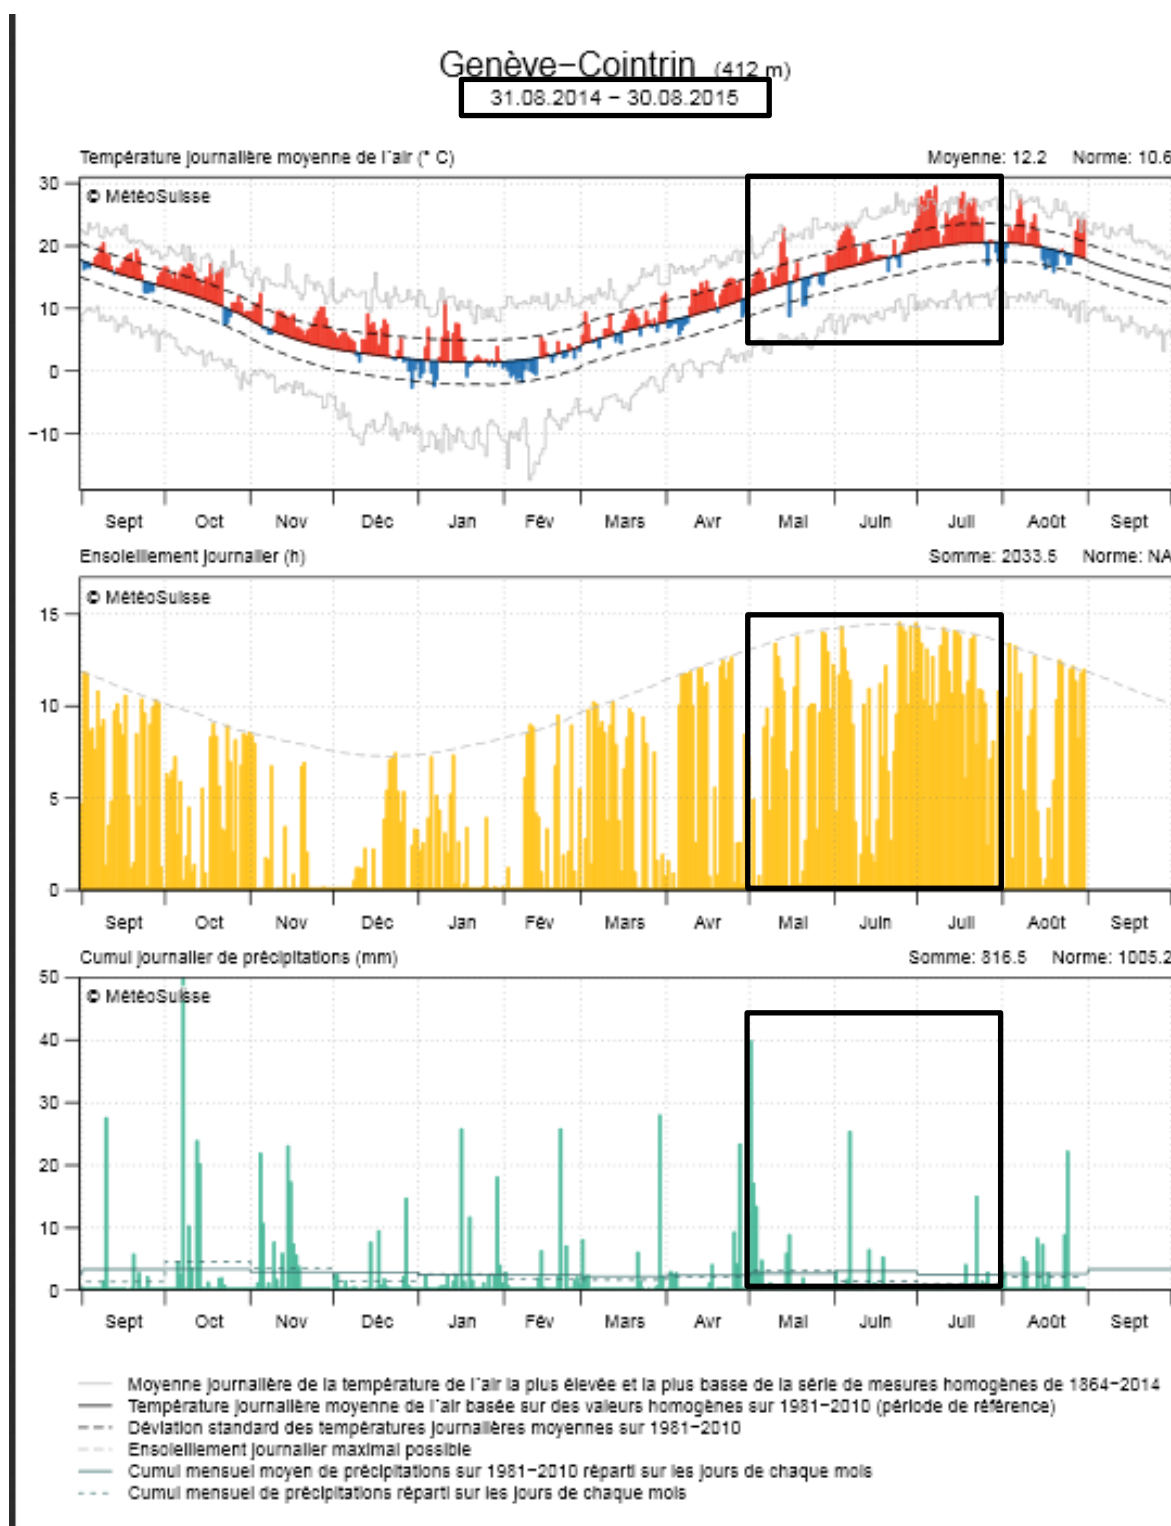 Genève-Cointrin (412 m)
31.08.2014 - 30.08.2015
Température journalière moyenne de l'air (° C) Moyenne: 12.2 Norme: 10.6
© MétéoSuisse
30
20
10
0
-10
Sept Oct Nov Déc Jan Fév Mars Avr Mai Juin Juil Août Sept
Ensoleillement journalier (h) Somme: 2033.5 Norme: NA
© MétéoSuisse
15
10
5
0
Sept Oct Nov Déc Jan Fév Mars Avr Mai Juin Juil Août Sept
Cumul journalier de précipitations (mm) Somme: 816.5 Norme: 1005.2
50
© MétéoSuisse
40
30
20
10
0
Sept Oct Nov Déc Jan Fév Mars Avr Mai Juin Juil Août Sept
Moyenne journalière de la température de l'air la plus élevée et la plus basse de la série de mesures homogènes de 1864-2014
Température journalière moyenne de l'air basée sur des valeurs homogènes sur 1981-2010 (période de référence)
Déviation standard des températures journalières moyennes sur 1981-2010
Ensoleillement journalier maximal possible
Cumul mensuel moyen de précipitations sur 1981-2010 réparti sur les jours de chaque mois
Cumul mensuel de précipitations réparti sur les jours de chaque mois